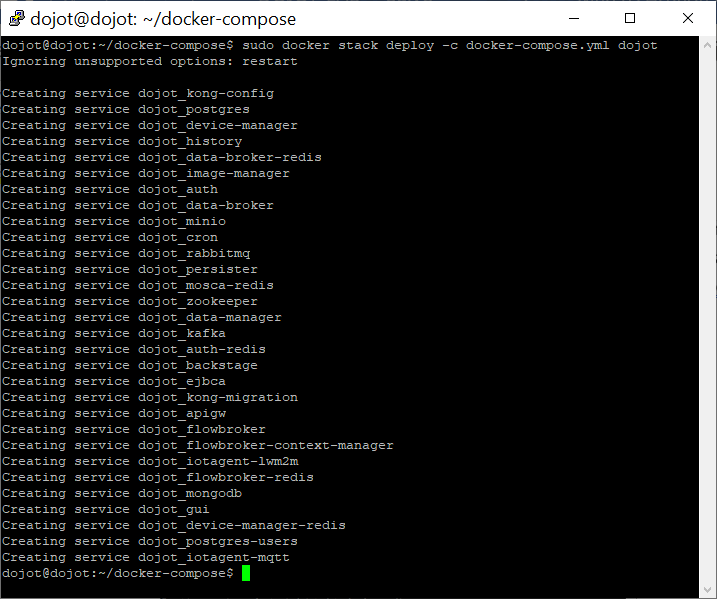 dojot@dojot: ~/docker-compose
dojot@dojot:~/docker-compose$ sudo docker stack deploy -c docker-compose.yml dojot
Ignoring unsupported options: restart
Creating service dojot_kong-config
Creating service dojot_postgres
Creating service dojot_device-manager
Creating service dojot_history
Creating service dojot_data-broker-redis
Creating service dojot_image-manager
Creating service dojot_auth
Creating service dojot_data-broker
Creating service dojot_minio
Creating service dojot_cron
Creating service dojot_rabbitmq
Creating service dojot_persister
Creating service dojot_mosca-redis
Creating service dojot_zookeeper
Creating service dojot_data-manager
Creating service dojot_kafka
Creating service dojot_auth-redis
Creating service dojot_backstage
Creating service dojot_ejbca
Creating service dojot_kong-migration
Creating service dojot_apigw
Creating service dojot_flowbroker
Creating service dojot_flowbroker-context-manager
Creating service dojot_iotagent-lwm2m
Creating service dojot_flowbroker-redis
Creating service dojot_mongodb
Creating service dojot_gui
Creating service dojot_device-manager-redis
Creating service dojot_postgres-users
Creating service dojot_iotagent-mqtt
dojot@dojot:~/docker-compose$